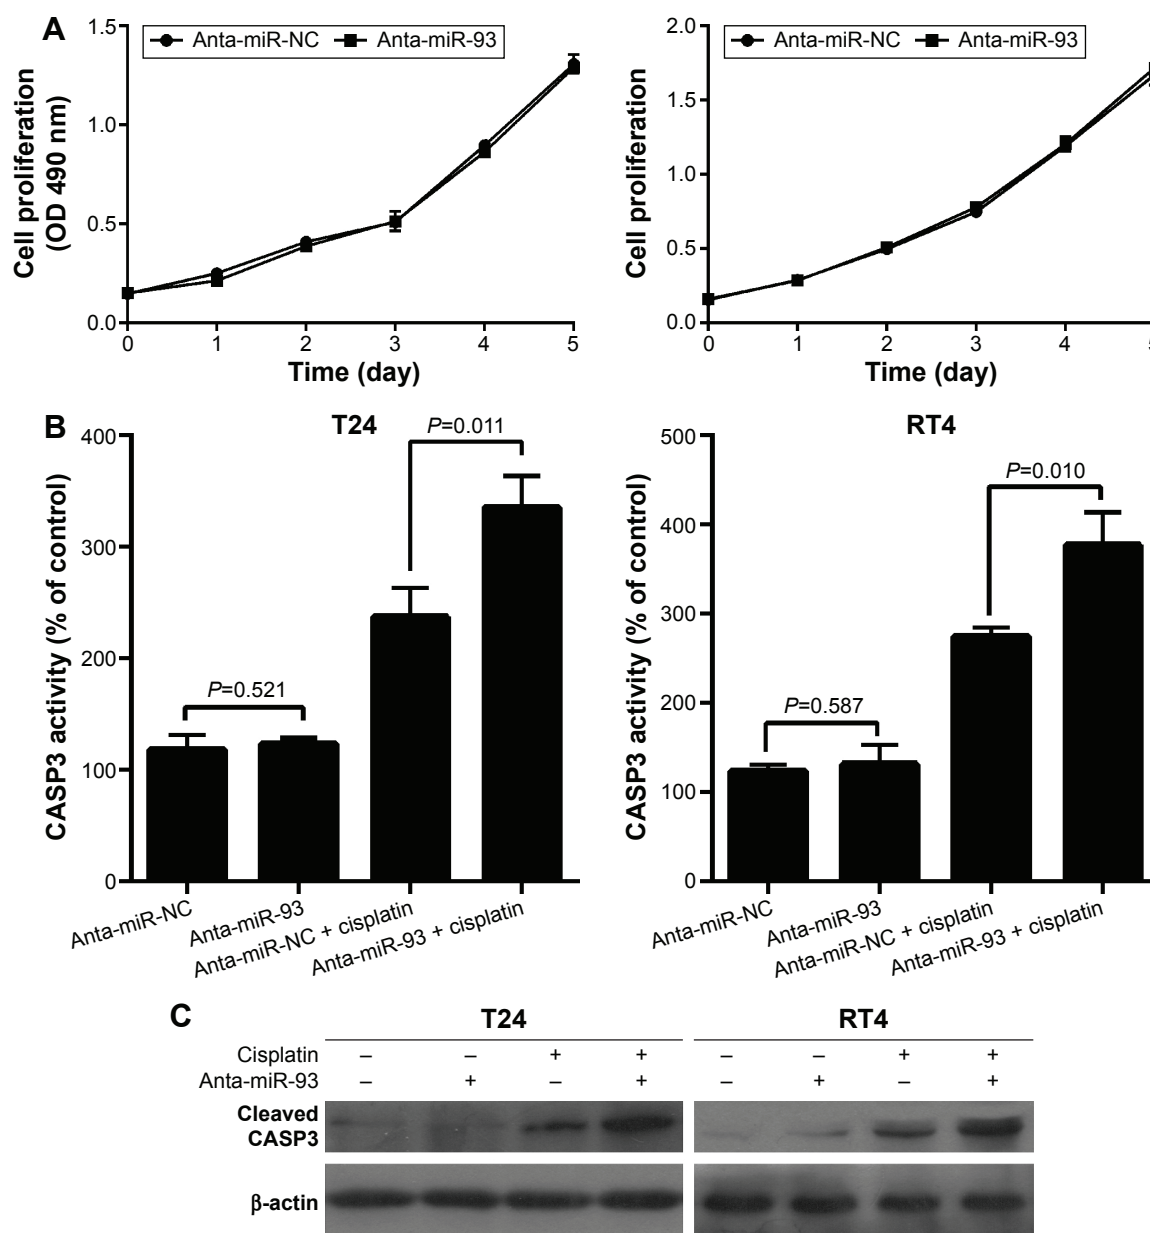 A
1.5
1.0
0.5
0.0
Cell proliferation
(OD 490 nm)
Anta-miR-NC Anta-miR-93
0 1 2 3 4 5
Time (day)
2.0
1.5
1.0
0.5
0.0
Cell proliferation
Anta-miR-NC Anta-miR-93
0 1 2 3 4
Time (day)
B
T24
400
300
200
100
0
CASP3 activity (% of control)
P=0.521
P=0.011
Anta-miR-NC
Anta-miR-93
Anta-miR-NC + cisplatin
Anta-miR-93 + cisplatin
RT4
500
400
300
200
100
0
CASP3 activity (% of control)
P=0.587
P=0.010
Anta-miR-NC
Anta-miR-93
Anta-miR-NC + cisplatin
Anta-miR-93 + cisplatin
C
T24 RT4
Cisplatin – – + + – – + +
Anta-miR-93 – + – + – + – +
Cleaved
CASP3
β-actin